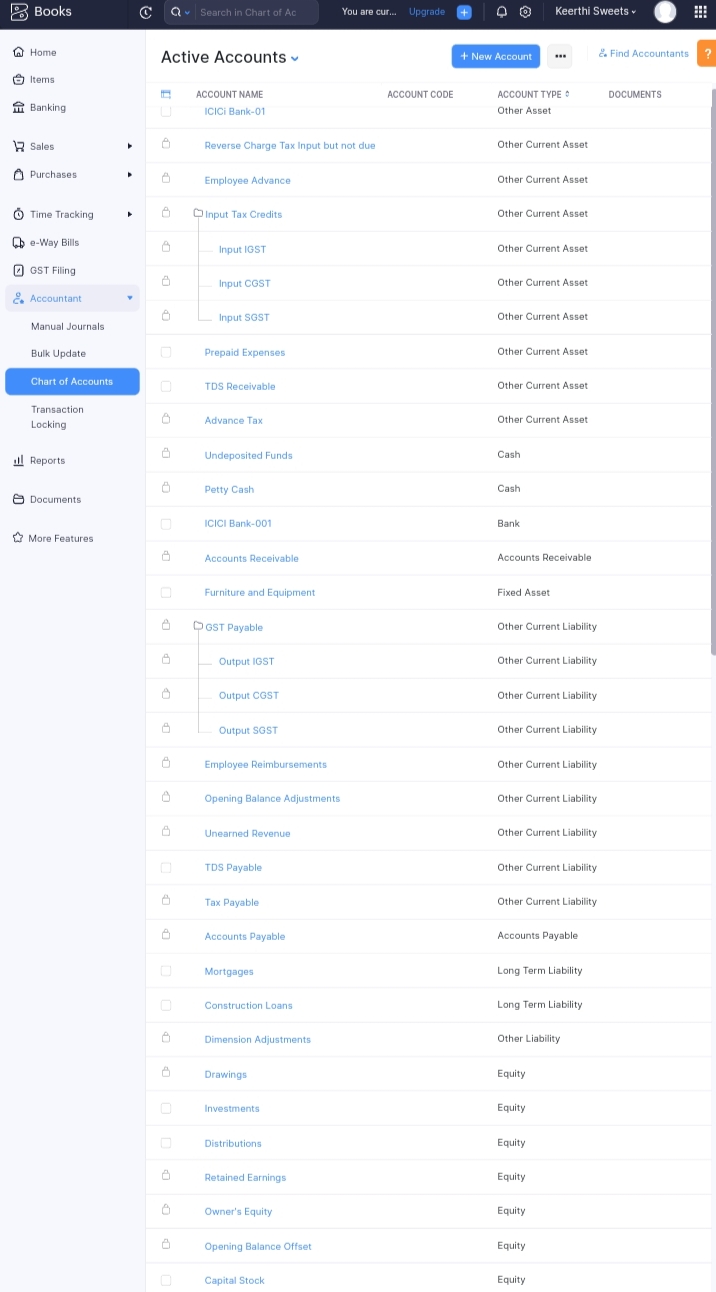 Books
Search in Chart of Ac
You are cur...
Upgrade
+
Keerthi Sweets
Home
Items
Banking
Sales
Purchases
Time Tracking
e-Way Bills
GST Filing
Accountant
Manual Journals
Bulk Update
Chart of Accounts
Transaction
Locking
Reports
Documents
More Features
Active Accounts
+ New Account
...
Find Accountants
?
ACCOUNT NAME ACCOUNT CODE ACCOUNT TYPE DOCUMENTS
ICICi Bank-01 Other Asset
Reverse Charge Tax Input but not due Other Current Asset
Employee Advance Other Current Asset
Input Tax Credits Other Current Asset
Input IGST Other Current Asset
Input CGST Other Current Asset
Input SGST Other Current Asset
Prepaid Expenses Other Current Asset
TDS Receivable Other Current Asset
Advance Tax Other Current Asset
Undeposited Funds Cash
Petty Cash Cash
ICICI Bank-001 Bank
Accounts Receivable Accounts Receivable
Furniture and Equipment Fixed Asset
GST Payable Other Current Liability
Output IGST Other Current Liability
Output CGST Other Current Liability
Output SGST Other Current Liability
Employee Reimbursements Other Current Liability
Opening Balance Adjustments Other Current Liability
Unearned Revenue Other Current Liability
TDS Payable Other Current Liability
Tax Payable Other Current Liability
Accounts Payable Accounts Payable
Mortgages Long Term Liability
Construction Loans Long Term Liability
Dimension Adjustments Other Liability
Drawings Equity
Investments Equity
Distributions Equity
Retained Earnings Equity
Owner's Equity Equity
Opening Balance Offset Equity
Capital Stock Equity